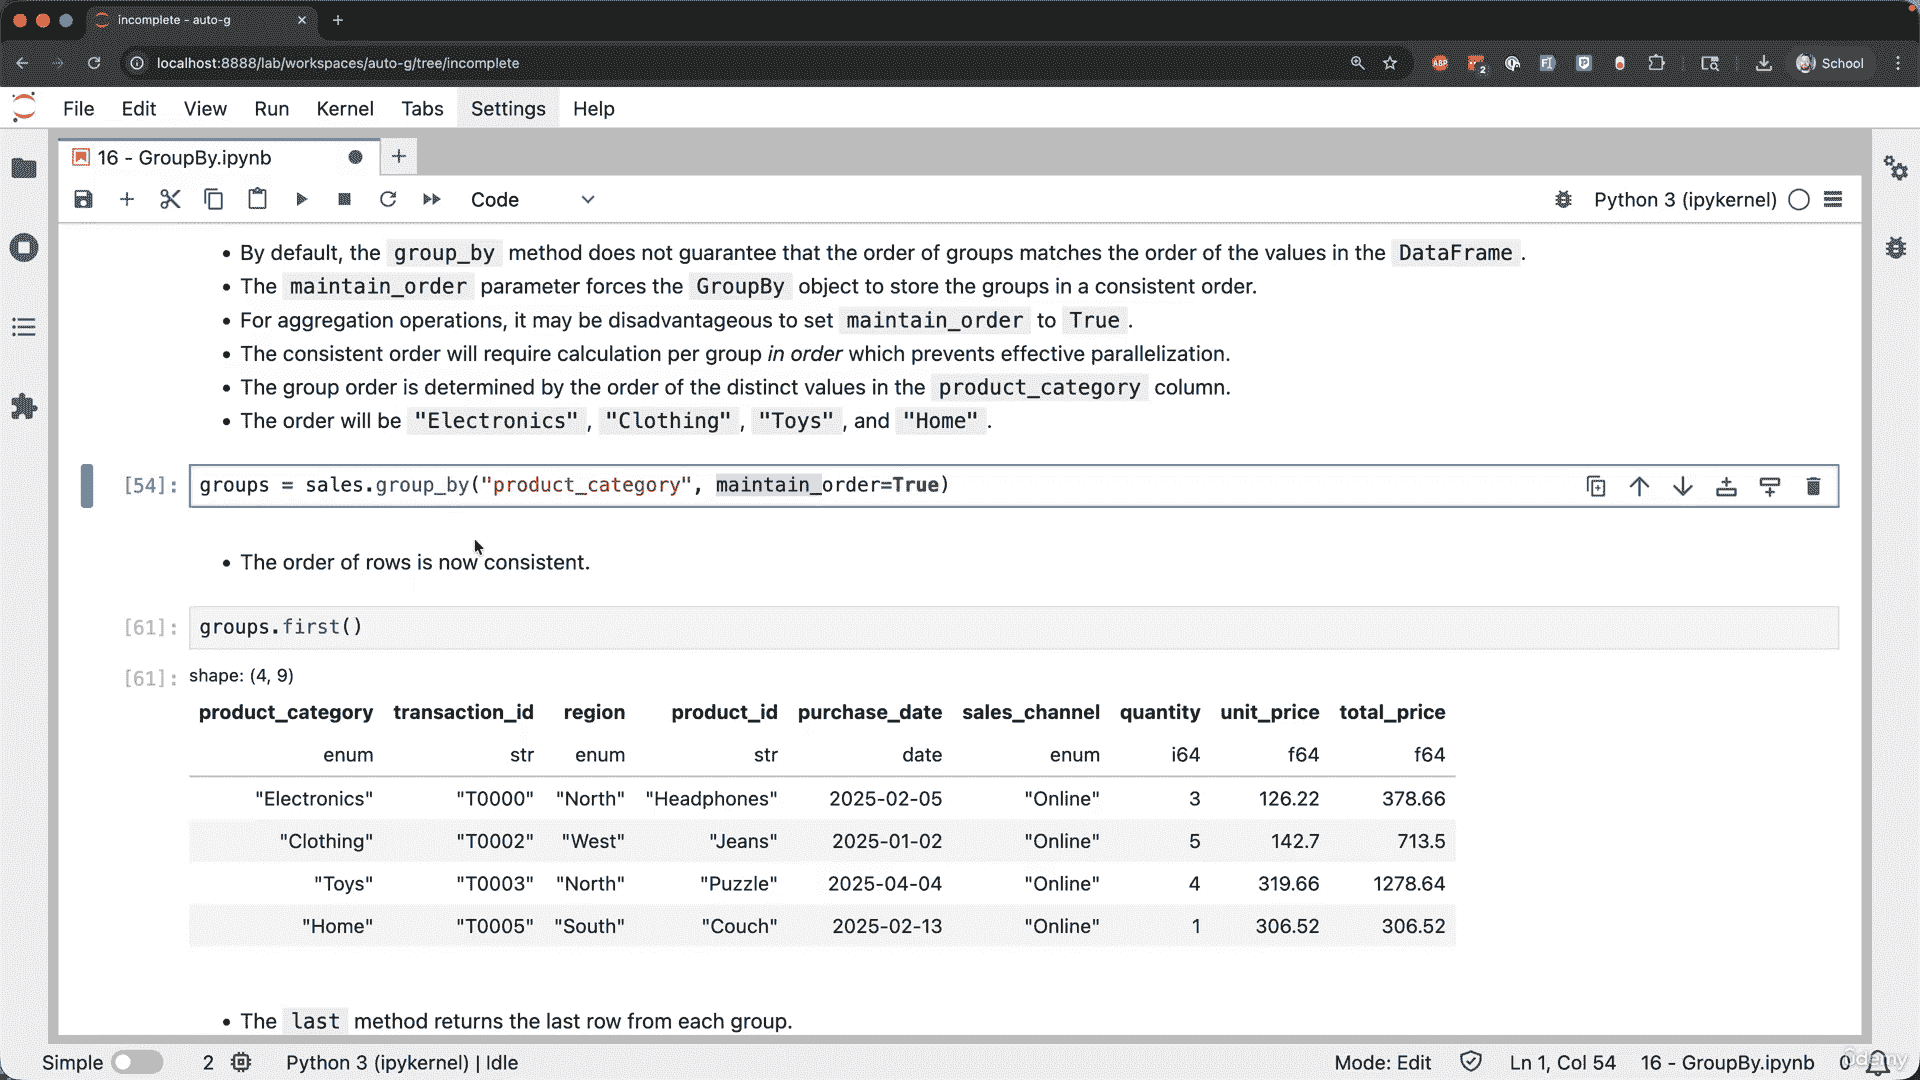 incomplete - auto-g
localhost:8888/lab/workspaces/auto-g/tree/incomplete
ABP
2
School
File Edit View Run Kernel Tabs Settings Help
16 - GroupBy.ipynb
Code
Python 3 (ipykernel)
• By default, the group_by method does not guarantee that the order of groups matches the order of the values in the DataFrame .
• The maintain_order parameter forces the GroupBy object to store the groups in a consistent order.
• For aggregation operations, it may be disadvantageous to set maintain_order to True .
• The consistent order will require calculation per group in order which prevents effective parallelization.
• The group order is determined by the order of the distinct values in the product_category column.
• The order will be "Electronics" , "Clothing" , "Toys" , and "Home" .
[54]: groups = sales.group_by("product_category", maintain_order=True)
• The order of rows is now consistent.
[61]: groups.first()
[61]: shape: (4, 9)
product_category transaction_id region product_id purchase_date sales_channel quantity unit_price total_price
enum str enum str date enum i64 f64 f64
"Electronics" "T0000" "North" "Headphones" 2025-02-05 "Online" 3 126.22 378.66
"Clothing" "T0002" "West" "Jeans" 2025-01-02 "Online" 5 142.7 713.5
"Toys" "T0003" "North" "Puzzle" 2025-04-04 "Online" 4 319.66 1278.64
"Home" "T0005" "South" "Couch" 2025-02-13 "Online" 1 306.52 306.52
• The last method returns the last row from each group.
Simple 2 Python 3 (ipykernel) | Idle Mode: Edit Ln 1, Col 54 16 - GroupBy.ipynb 0
Udemy